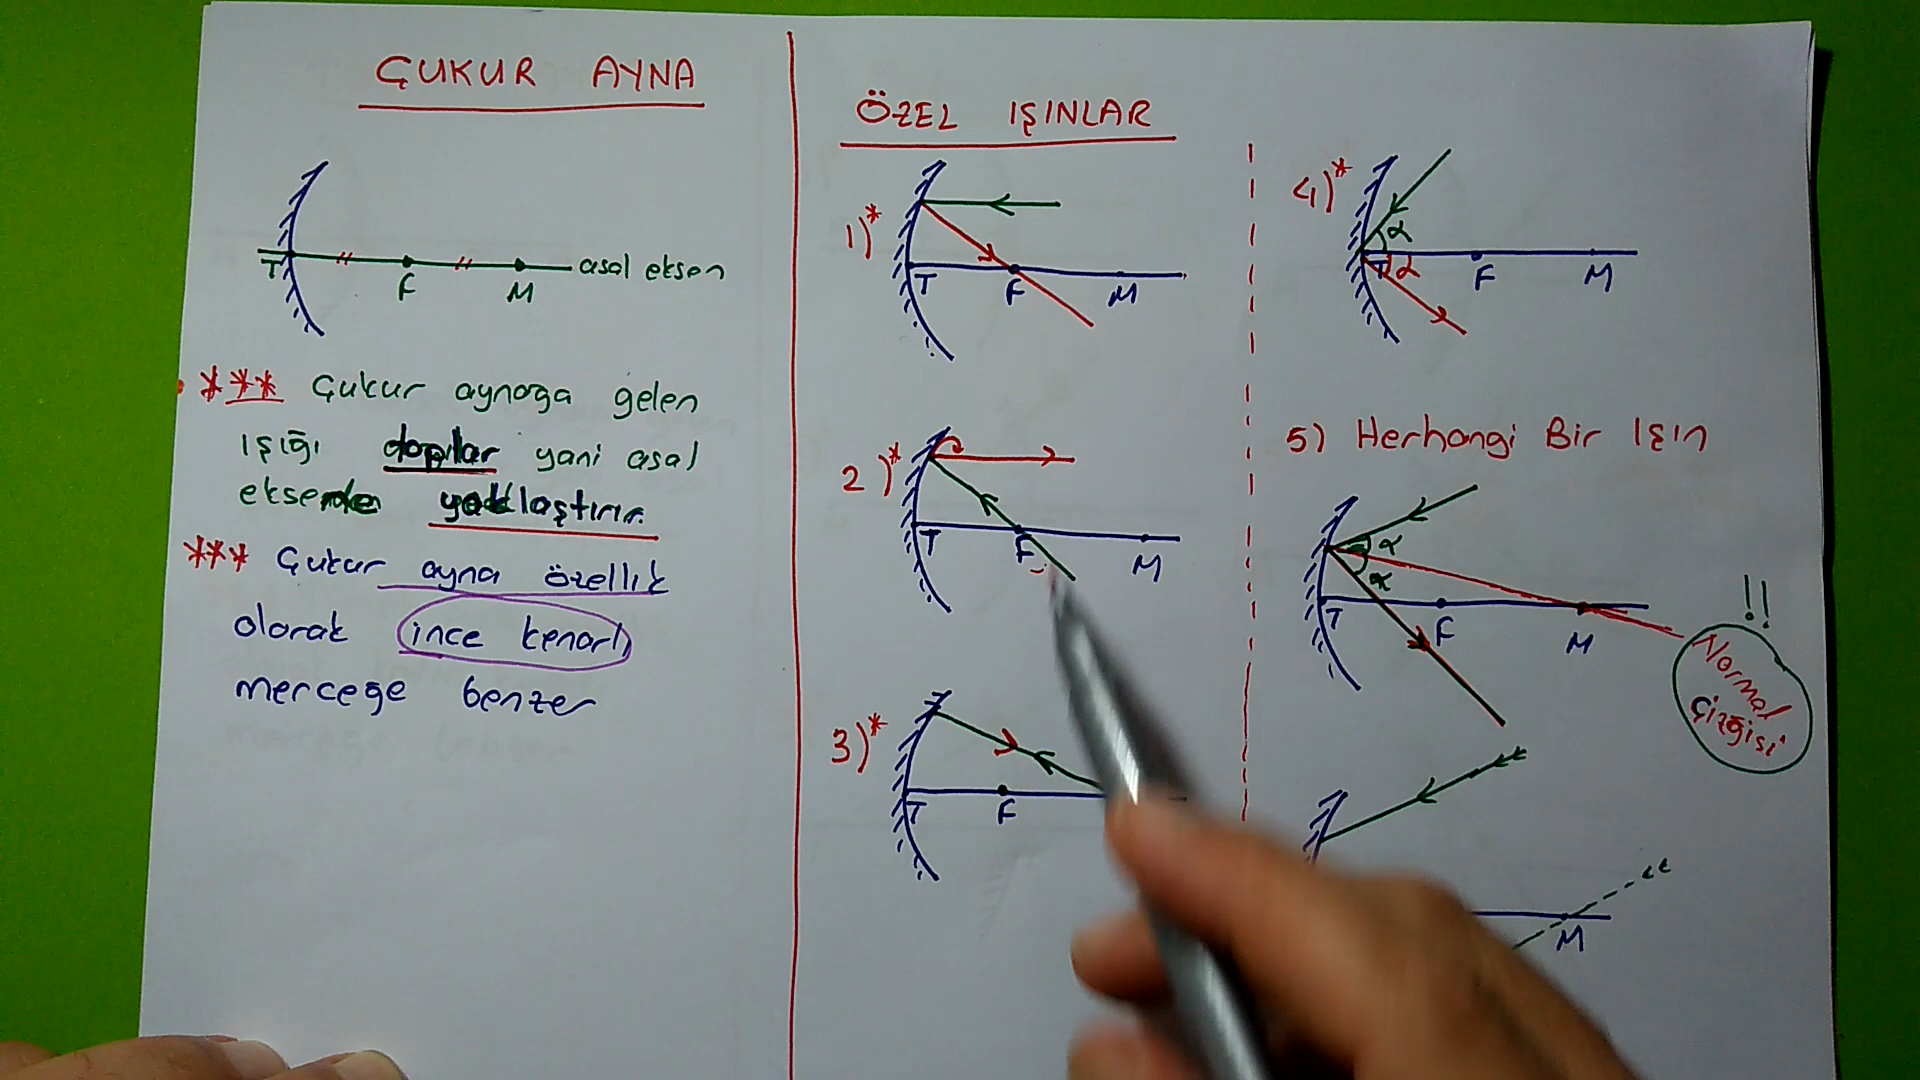 ÇUKUR AYNA
T F M asal eksen
*** Çukur aynaya gelen
ışığı toplar yani asal
eksene yaklaştırır.
*** Çukur ayna özellik
olarak ince kenarlı
merceğe benzer
ÖZEL IŞINLAR
1)*
T F M
2)*
T F M
3)*
T F
4)*
α
T α F M
5) Herhangi Bir Işın
α
α
T F M
!!
Normal
Çizgisi
M